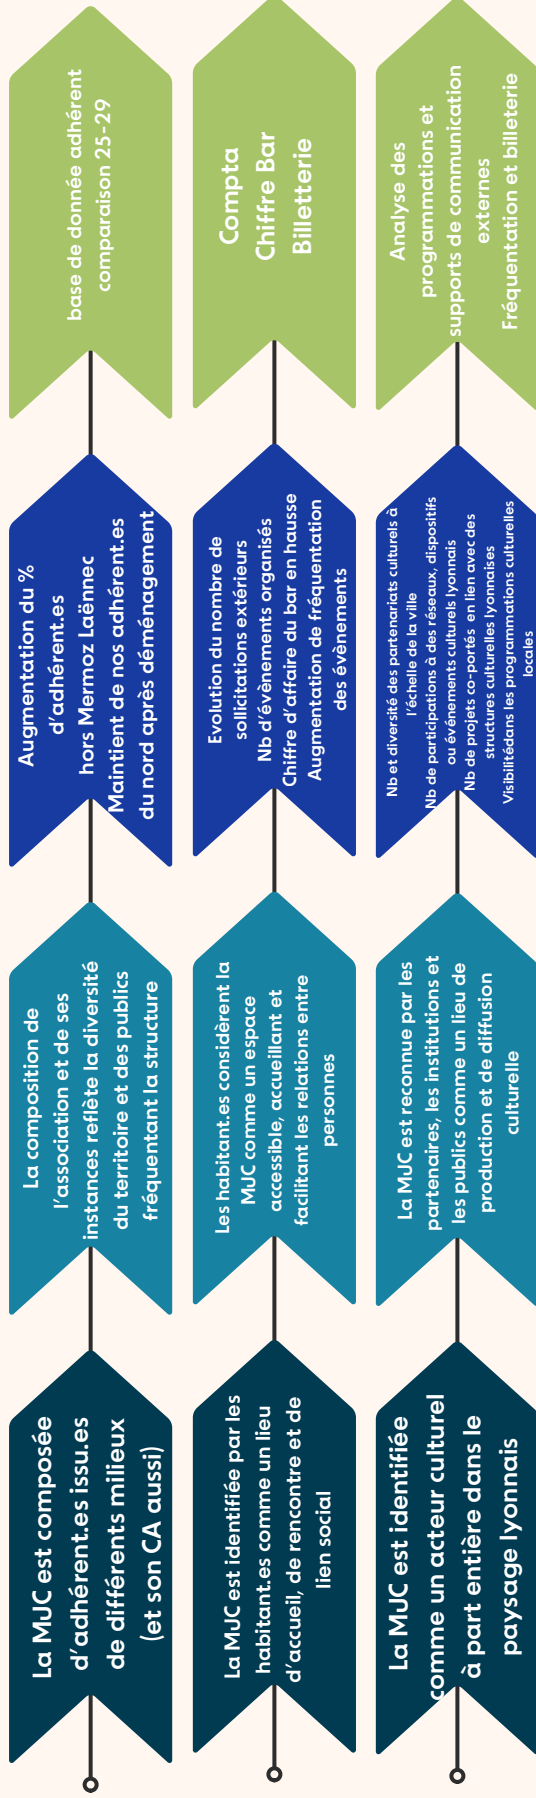 La MJC est composée
d'adhérent.es issu.es
de différents milieux
(et son CA aussi)
La composition de
l'association et de ses
instances reflète la diversité
du territoire et des publics
fréquentant la structure
Augmentation du %
d'adhérent.es
hors Mermoz Laënnec
Maintient de nos adhérent.es
du nord après déménagement
base de donnée adhérent
comparaison 25-29
La MJC est identifiée par les
habitant.es comme un lieu
d'accueil, de rencontre et de
lien social
Les habitant.es considèrent la
MJC comme un espace
accessible, accueillant et
facilitant les relations entre
personnes
Evolution du nombre de
sollicitations extérieurs
Nb d'évènements organisés
Chiffre d'affaire du bar en hausse
Augmentation de fréquentation
des évènements
Compta
Chiffre Bar
Billetterie
La MJC est identifiée
comme un acteur culturel
à part entière dans le
paysage lyonnais
La MJC est reconnue par les
partenaires, les institutions et
les publics comme un lieu de
production et de diffusion
culturelle
Nb et diversité des partenariats culturels à
l'échelle de la ville
Nb de participations à des réseaux, dispositifs
ou événements culturels lyonnais
Nb de projets co-portés en lien avec des
structures culturelles lyonnaises
Visibilitédans les programmations culturelles
locales
Analyse des
programmations et
supports de communication
externes
Fréquentation et billeterie